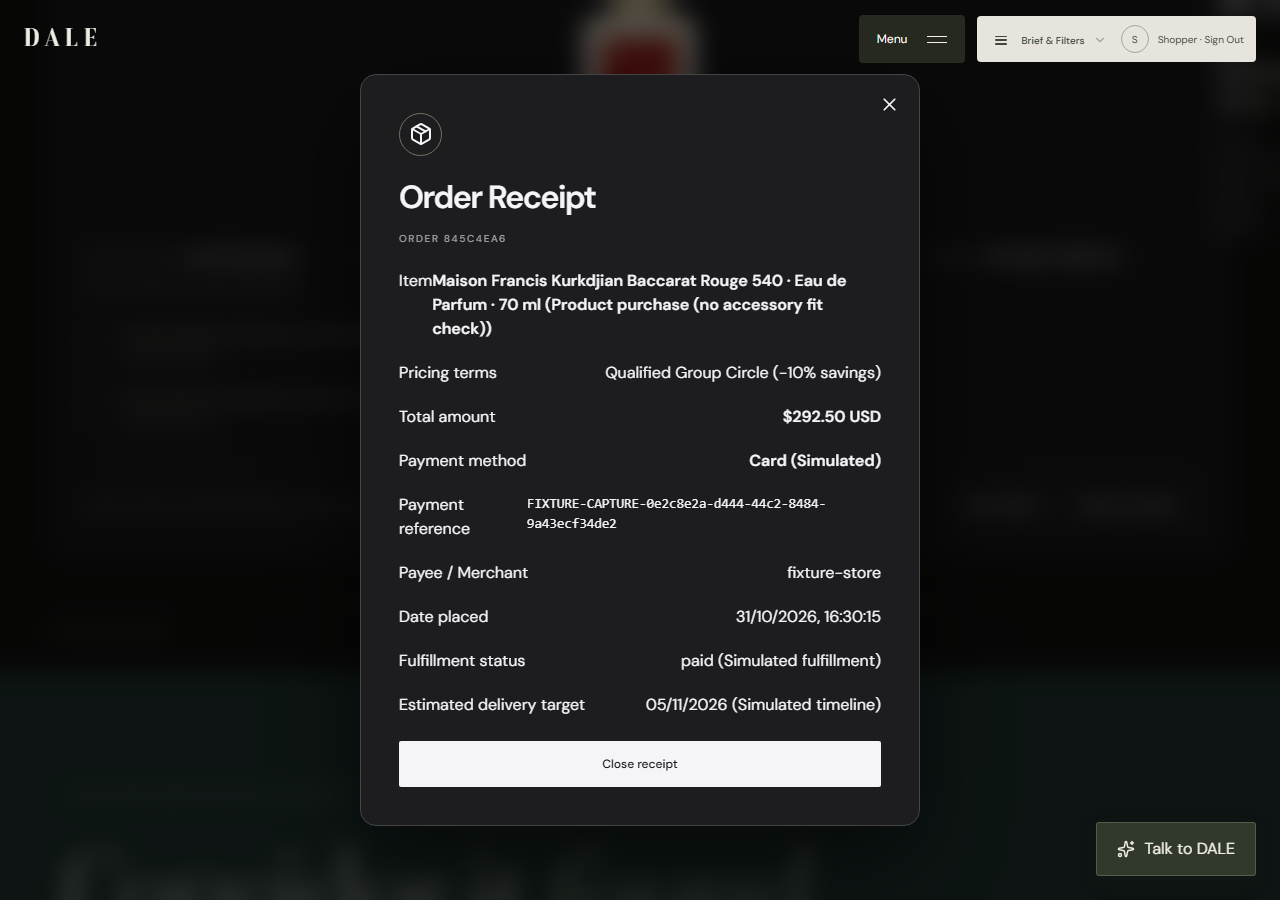 DALE
Menu
Brief & Filters
S
Shopper · Sign Out
Order Receipt
ORDER 845C4EA6
Item Maison Francis Kurkdjian Baccarat Rouge 540 · Eau de
Parfum · 70 ml (Product purchase (no accessory fit
check))
Pricing terms Qualified Group Circle (-10% savings)
Total amount $292.50 USD
Payment method Card (Simulated)
Payment FIXTURE-CAPTURE-0e2c8e2a-d444-44c2-8484-
reference 9a43ecf34de2
Payee / Merchant fixture-store
Date placed 31/10/2026, 16:30:15
Fulfillment status paid (Simulated fulfillment)
Estimated delivery target 05/11/2026 (Simulated timeline)
Close receipt
Talk to DALE